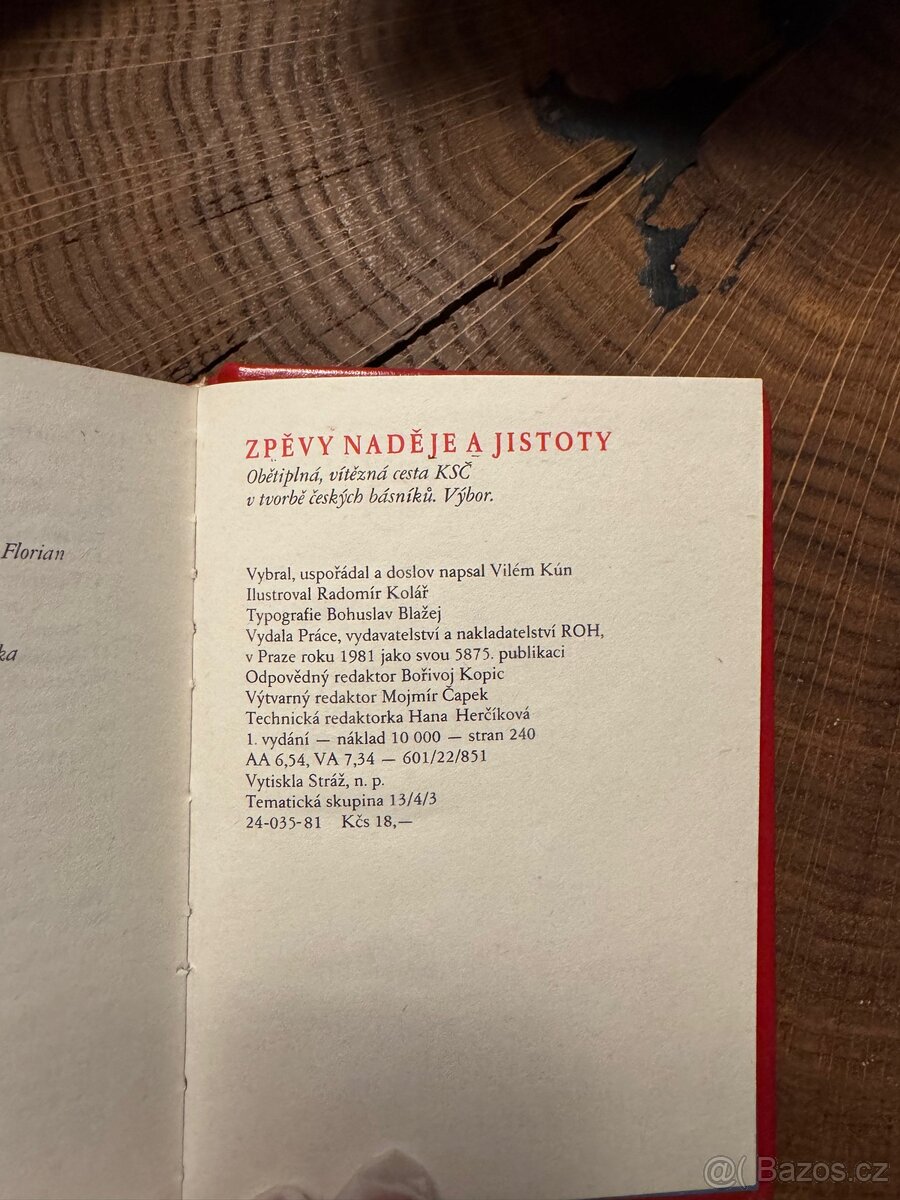 Florian
ka
ZPĚVY NADĚJE A JISTOTY
Obětiplná, vítězná cesta KSČ
v tvorbě českých básníků. Výbor.
Vybral, uspořádal a doslov napsal Vilém Kún
Ilustroval Radomír Kolář
Typografie Bohuslav Blažej
Vydala Práce, vydavatelství a nakladatelství ROH,
v Praze roku 1981 jako svou 5875. publikaci
Odpovědný redaktor Bořivoj Kopic
Výtvarný redaktor Mojmír Čapek
Technická redaktorka Hana Herčíková
1. vydání — náklad 10 000 — stran 240
AA 6,54, VA 7,34 — 601/22/851
Vytiskla Stráž, n. p.
Tematická skupina 13/4/3
24-035-81 Kčs 18,—
@( Bazos.cz